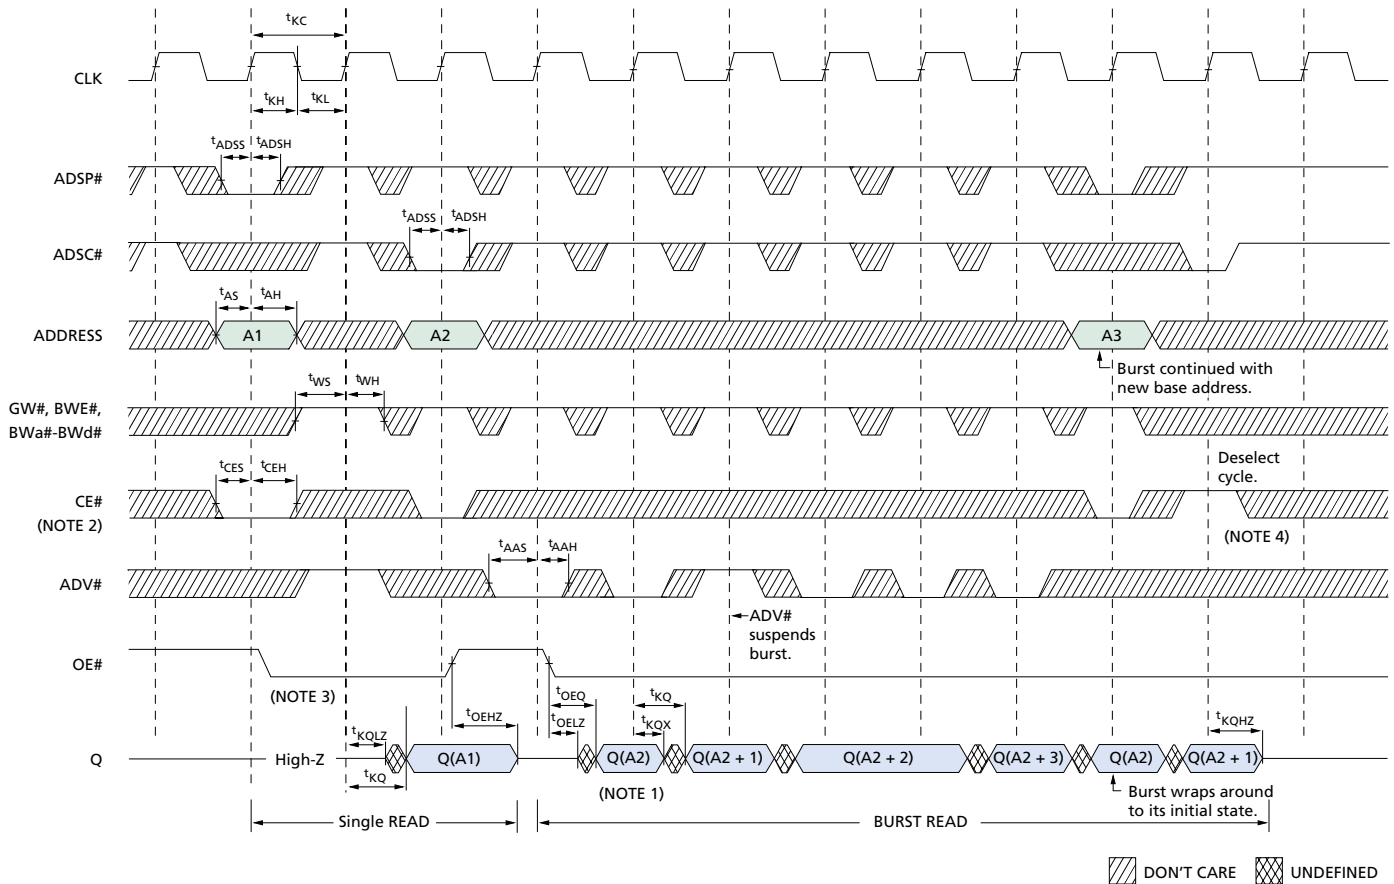 tKC
CLK
tKH
tKL
tADSS
tADSH
ADSP#
tADSS
tADSH
ADSC#
tAS
tAH
ADDRESS
A1
A2
A3
Burst continued with
new base address.
tWS
tWH
GW#, BWE#,
BWa#-BWd#
tCES
tCEH
Deselect
cycle.
CE#
(NOTE 2)
(NOTE 4)
tAAS
tAAH
ADV#
ADV#
suspends
burst.
OE#
(NOTE 3)
tOEHZ
tOEQ
tOELZ
tKQ
tKQX
tKQLZ
tKQ
tKQHZ
Q
High-Z
Q(A1)
Q(A2)
Q(A2 + 1)
Q(A2 + 2)
Q(A2 + 3)
Q(A2)
Q(A2 + 1)
(NOTE 1)
Burst wraps around
to its initial state.
Single READ
BURST READ
DON'T CARE
UNDEFINED